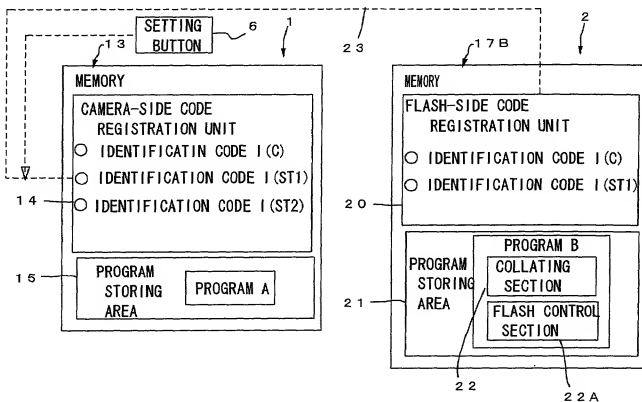 23
SETTING
BUTTON
6
1
13
MEMORY
CAMERA-SIDE CODE
REGISTRATION UNIT
IDENTIFICATIN CODE I(C)
IDENTIFICATION CODE I(ST1)
IDENTIFICATION CODE I(ST2)
14
15
PROGRAM
STORING
AREA
PROGRAM A
2
17B
MEMORY
FLASH-SIDE CODE
REGISTRATION UNIT
IDENTIFICATION CODE I(C)
IDENTIFICATION CODE I(ST1)
20
PROGRAM
STORING
AREA
PROGRAM B
COLLATING
SECTION
FLASH CONTROL
SECTION
21
22
22A